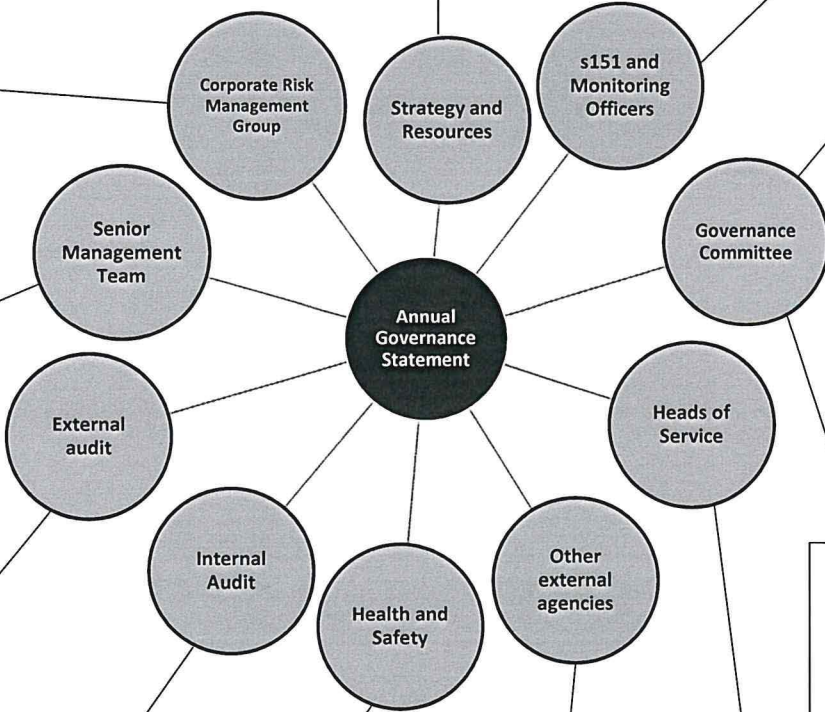 Corporate Risk
Management
Group
Strategy and
Resources
s151 and
Monitoring
Officers
Senior
Management
Team
Governance
Committee
Annual
Governance
Statement
External
audit
Heads of
Service
Internal
Audit
Other
external
agencies
Health and
Safety